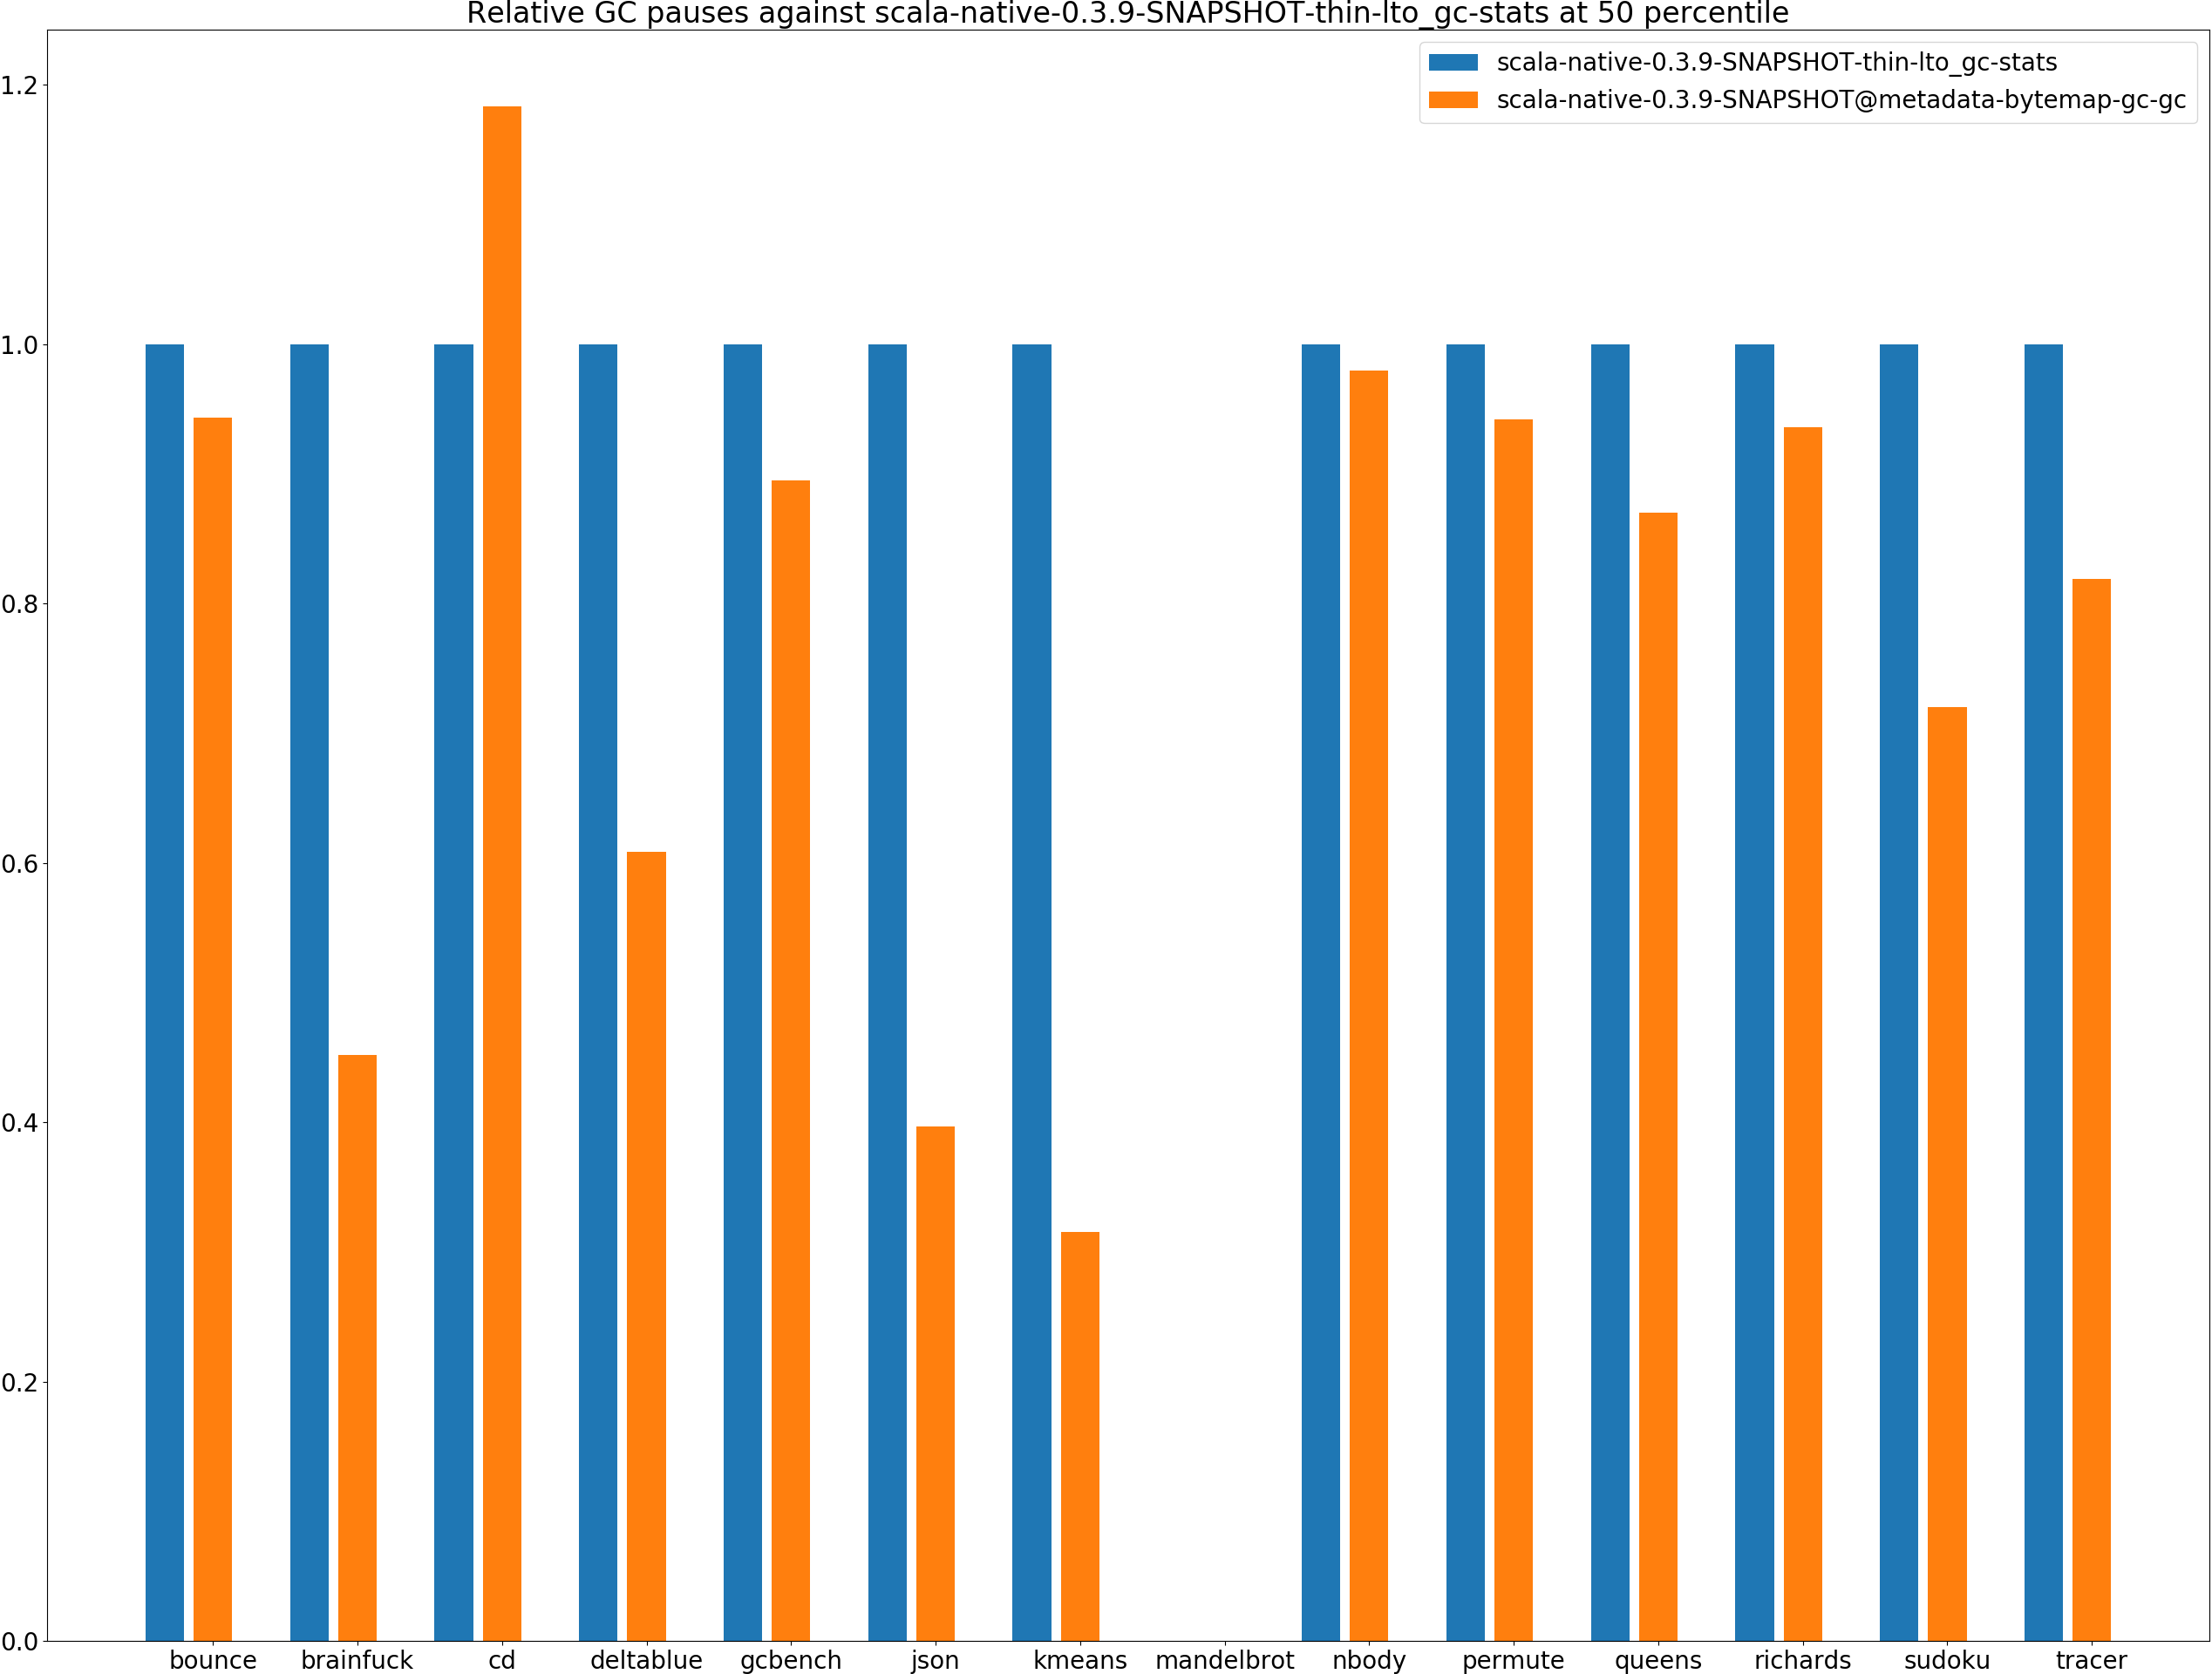 Relative GC pauses against scala-native-0.3.9-SNAPSHOT-thin-lto_gc-stats at 50 percentile
scala-native-0.3.9-SNAPSHOT-thin-lto_gc-stats
scala-native-0.3.9-SNAPSHOT@metadata-bytemap-gc-gc
1.2
1.0
0.8
0.6
0.4
0.2
0.0
bounce brainfuck cd deltablue gcbench json kmeans mandelbrot nbody permute queens richards sudoku tracer